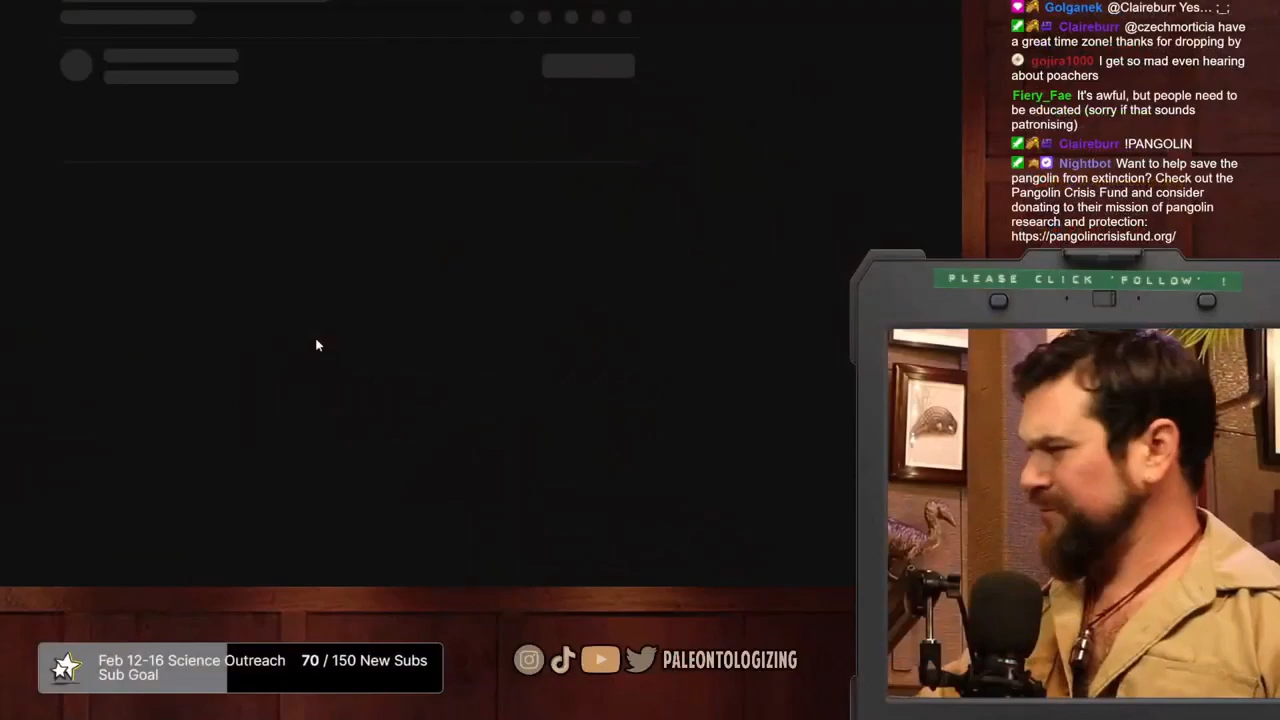 Golganek @Claireburr Yes... ;_;
Claireburr @czechmorticia have
a great time zone! thanks for dropping by
gojira1000 I get so mad even hearing
about poachers
Fiery_Fae It's awful, but people need to
be educated (sorry if that sounds
patronising)
Claireburr !PANGOLIN
Nightbot Want to help save the
pangolin from extinction? Check out the
Pangolin Crisis Fund and consider
donating to their mission of pangolin
research and protection:
https://pangolincrisisfund.org/
PLEASE CLICK 'FOLLOW' !
Feb 12-16 Science Outreach 70 / 150 New Subs
Sub Goal
PALEONTOLOGIZING